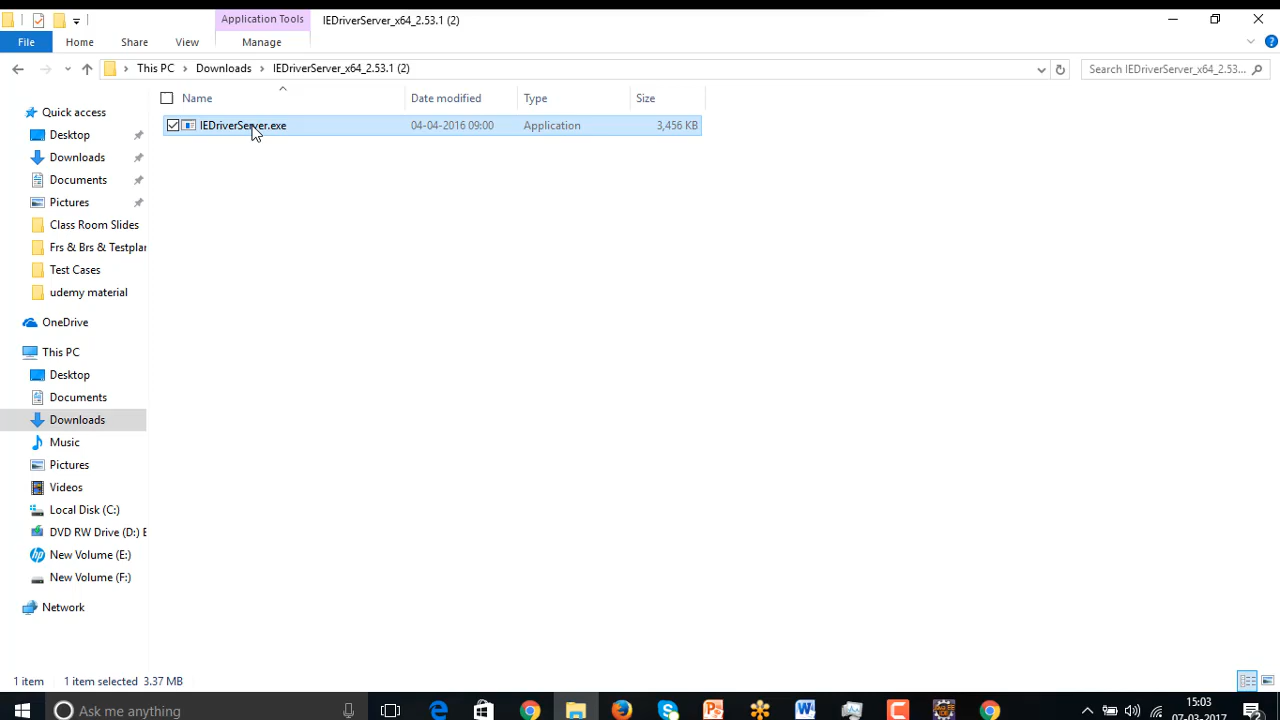 Application Tools
IEDriverServer_x64_2.53.1 (2)
File
Home
Share
View
Manage
This PC
Downloads
IEDriverServer_x64_2.53.1 (2)
Search IEDriverServer_x64_2.53...
Name
Date modified
Type
Size
IEDriverServer.exe
04-04-2016 09:00
Application
3,456 KB
Quick access
Desktop
Downloads
Documents
Pictures
Class Room Slides
Frs & Brs & Testplar
Test Cases
udemy material
OneDrive
This PC
Desktop
Documents
Downloads
Music
Pictures
Videos
Local Disk (C:)
DVD RW Drive (D:) E
New Volume (E:)
New Volume (F:)
Network
1 item
1 item selected 3.37 MB
Ask me anything
15:03
07-03-2017